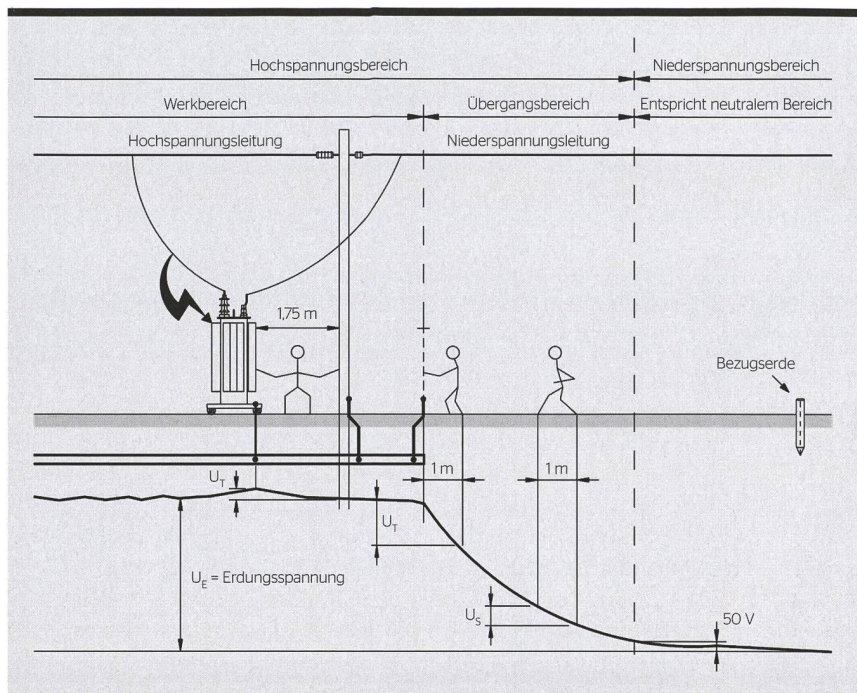 Hochspannungsbereich
Niederspannungsbereich
Werkbereich
Übergangsbereich
Entspricht neutralem Bereich
Hochspannungsleitung
Niederspannungsleitung
1,75 m
Bezugserde
1 m
1 m
U_T
U_T
U_E = Erdungsspannung
U_S
50 V